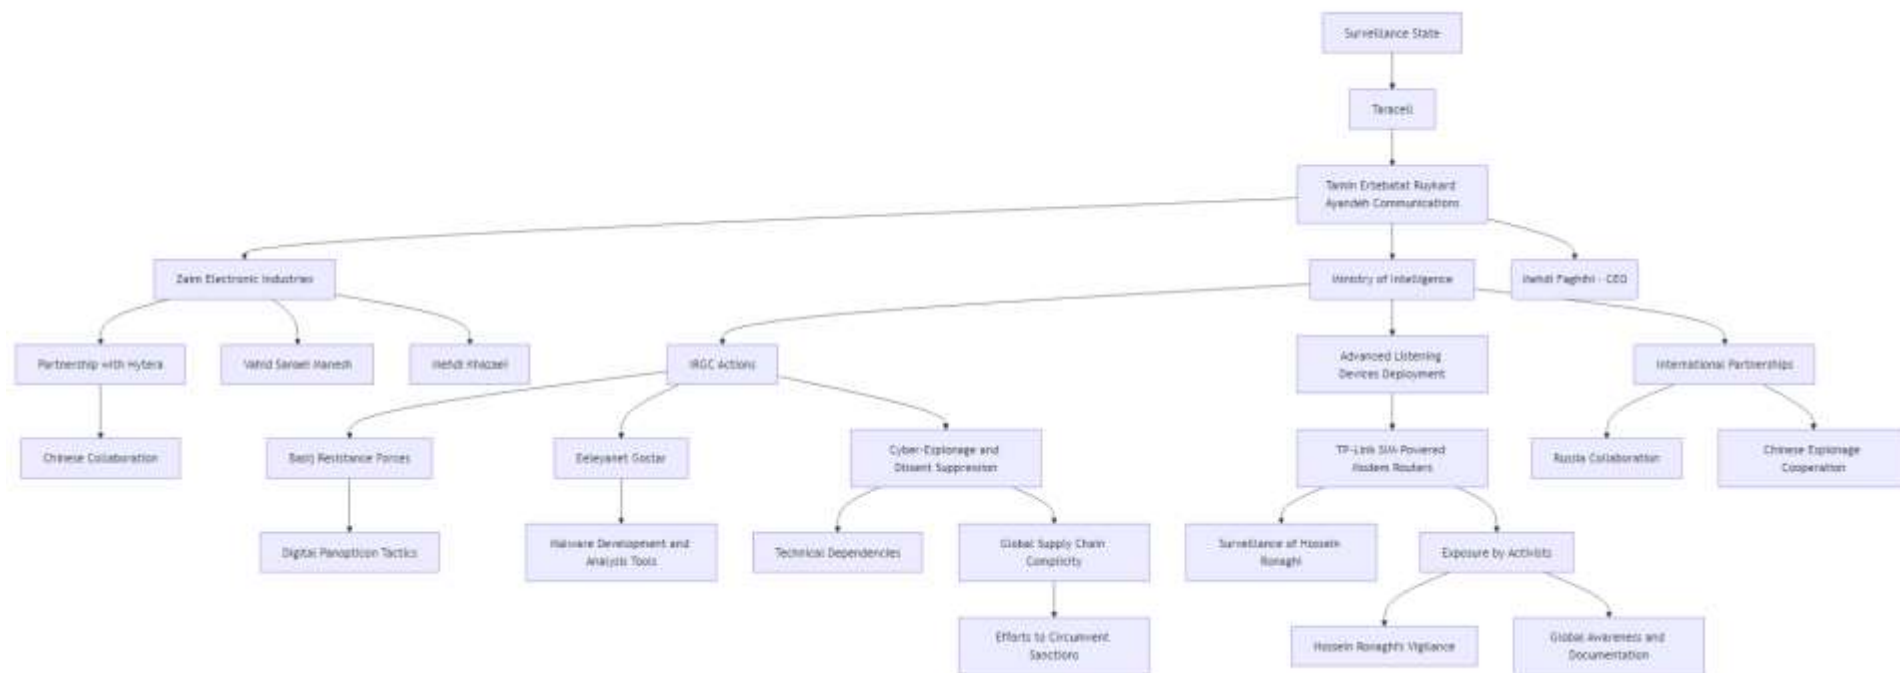 Surveillance State
Taracell
Tamin Ertebatat Ruykard
Ayandeh Communications
Zaim Electronic Industries
Ministry of Intelligence
Mehdi Faghihi - CEO
Partnership with Hytera
Vahid Sanaei Manesh
Mehdi Khazaeil
IRGC Actions
Advanced Listening
Devices Deployment
International Partnerships
Chinese Collaboration
Basij Resistance Forces
Eeleyanet Gostar
Cyber-Espionage and
Dissent Suppression
TP-Link SIM-Powered
Modem Routers
Russia Collaboration
Chinese Espionage
Cooperation
Digital Panopticon Tactics
Malware Development and
Analysis Tools
Technical Dependencies
Global Supply Chain
Complicity
Surveillance of Hossein
Ronaghi
Exposure by Activists
Efforts to Circumvent
Sanctions
Hossein Ronaghi's Vigilance
Global Awareness and
Documentation